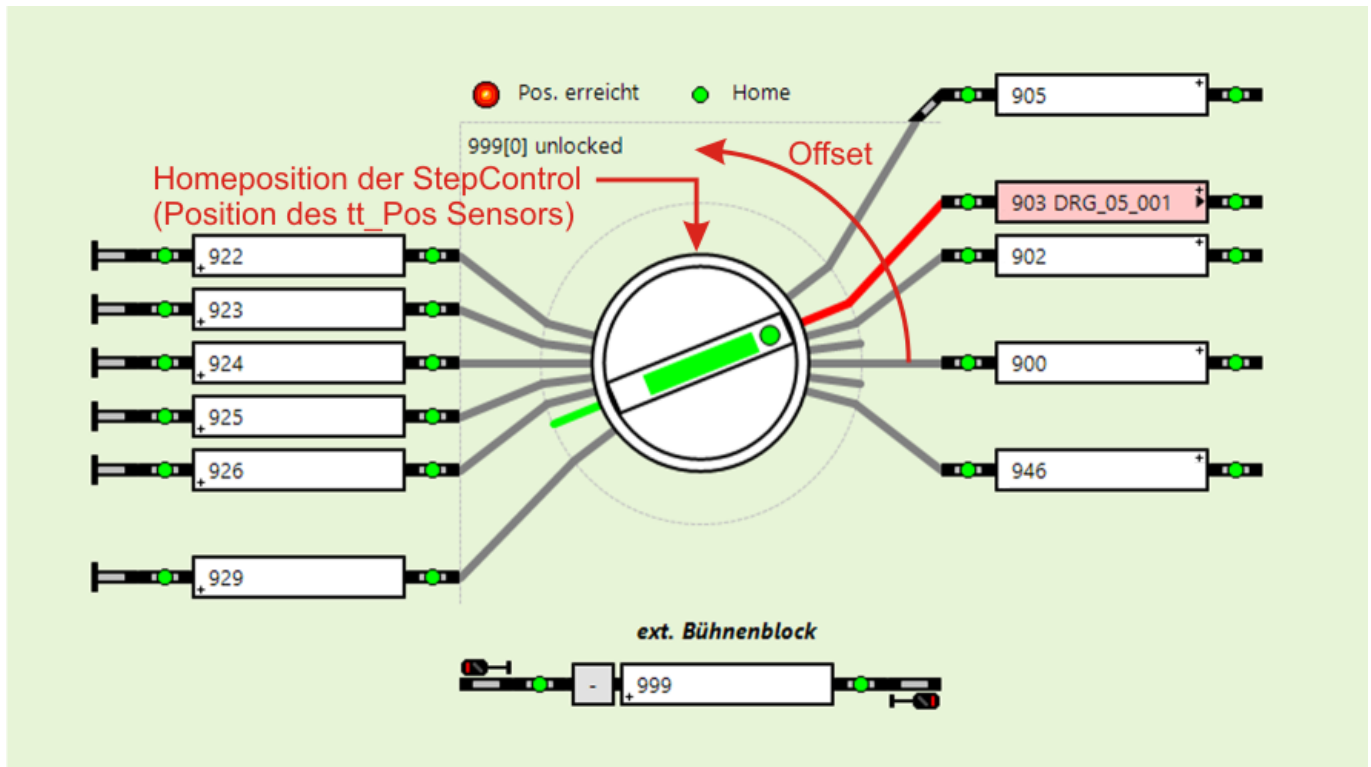 Pos. erreicht
Home
905
999[0] unlocked
Offset
Homeposition der StepControl
(Position des tt_Pos Sensors)
903 DRG_05_001
922
902
923
924
900
925
926
946
929
ext. Bühnenblock
-
999